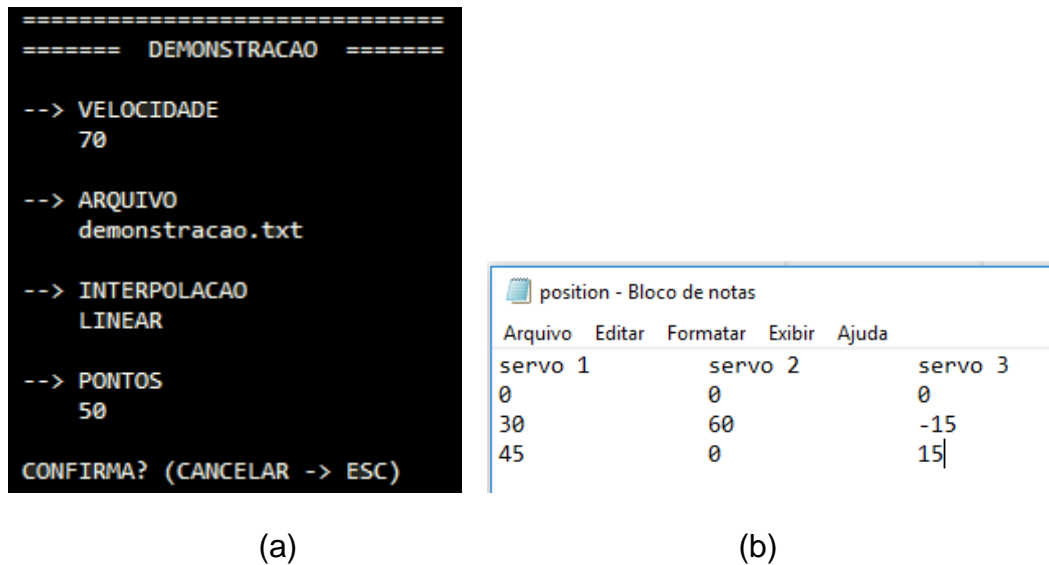 ==============================
======= DEMONSTRACAO =======
--> VELOCIDADE
70
--> ARQUIVO
demonstracao.txt
--> INTERPOLACAO
LINEAR
--> PONTOS
50
CONFIRMA? (CANCELAR -> ESC)
(a)
position - Bloco de notas
Arquivo Editar Formatar Exibir Ajuda
servo 1 servo 2 servo 3
0 0 0
30 60 -15
45 0 15
(b)